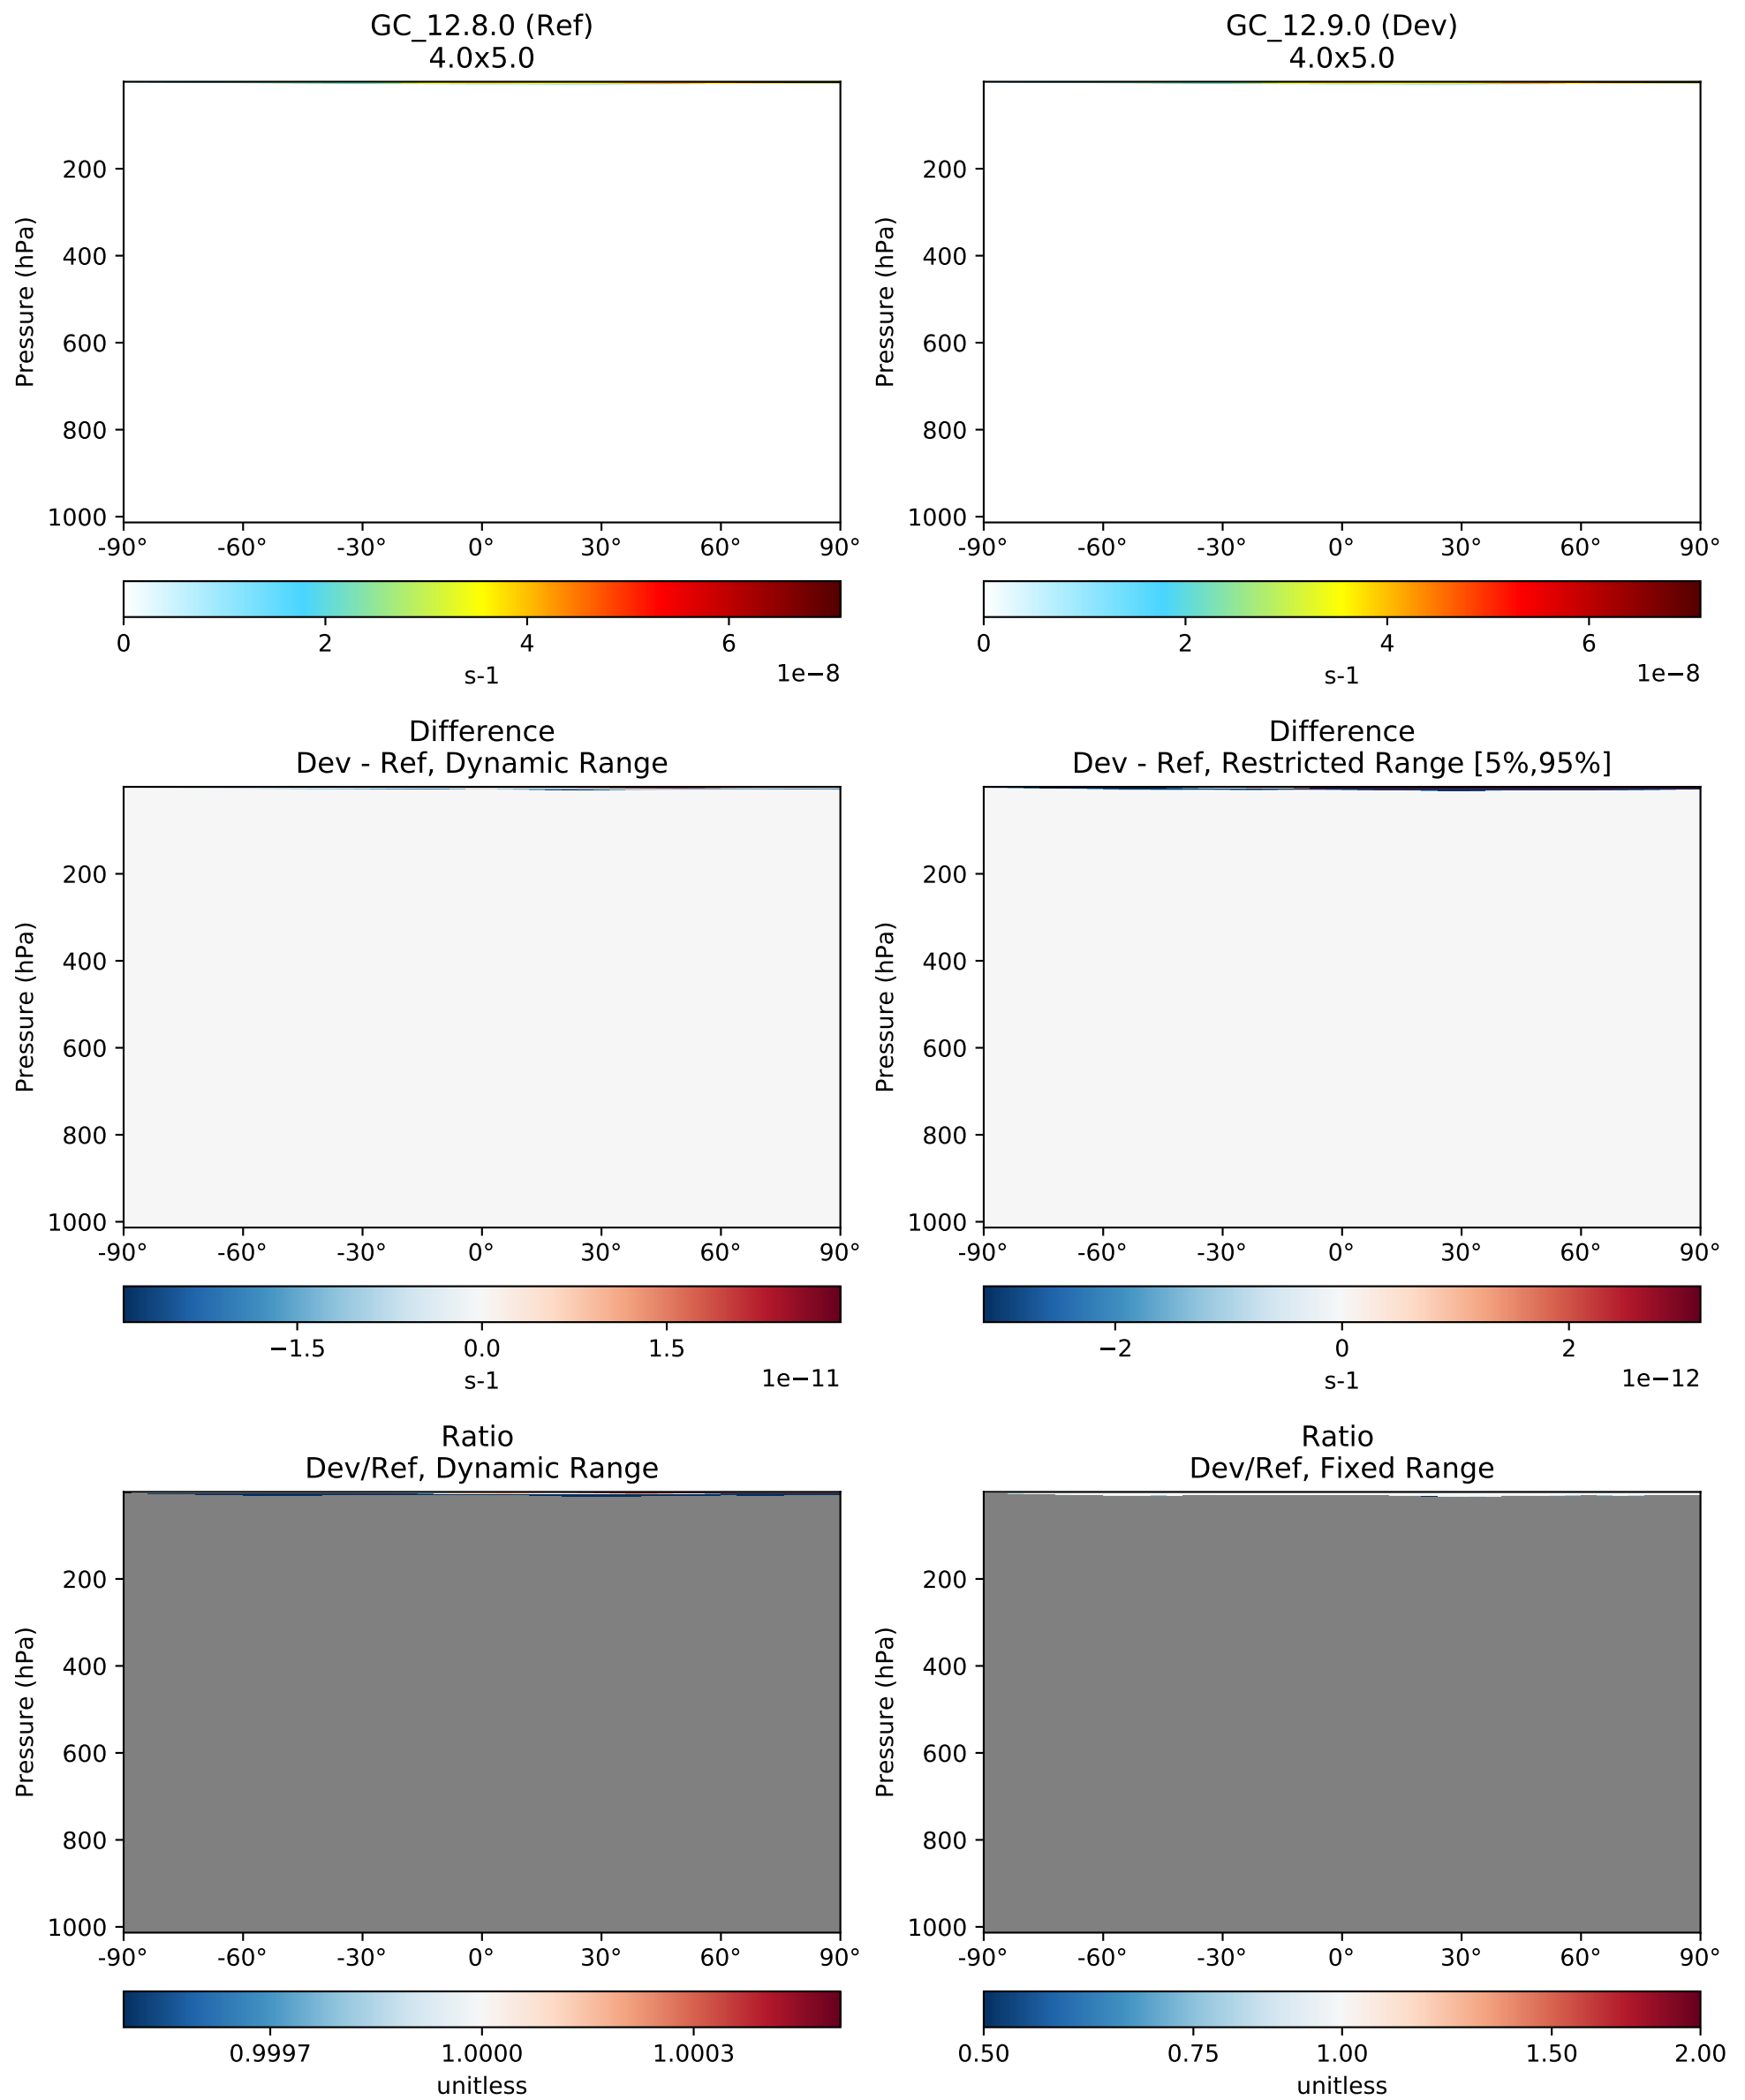 GC_12.8.0 (Ref)
4.0x5.0
Pressure (hPa)
200
400
600
800
1000
-90° -60° -30° 0° 30° 60° 90°
0 2 4 6
s-1
1e−8
GC_12.9.0 (Dev)
4.0x5.0
Pressure (hPa)
200
400
600
800
1000
-90° -60° -30° 0° 30° 60° 90°
0 2 4 6
s-1
1e−8
Difference
Dev - Ref, Dynamic Range
Pressure (hPa)
200
400
600
800
1000
-90° -60° -30° 0° 30° 60° 90°
−1.5 0.0 1.5
s-1
1e−11
Difference
Dev - Ref, Restricted Range [5%,95%]
Pressure (hPa)
200
400
600
800
1000
-90° -60° -30° 0° 30° 60° 90°
−2 0 2
s-1
1e−12
Ratio
Dev/Ref, Dynamic Range
Pressure (hPa)
200
400
600
800
1000
-90° -60° -30° 0° 30° 60° 90°
0.9997 1.0000 1.0003
unitless
Ratio
Dev/Ref, Fixed Range
Pressure (hPa)
200
400
600
800
1000
-90° -60° -30° 0° 30° 60° 90°
0.50 0.75 1.00 1.50 2.00
unitless